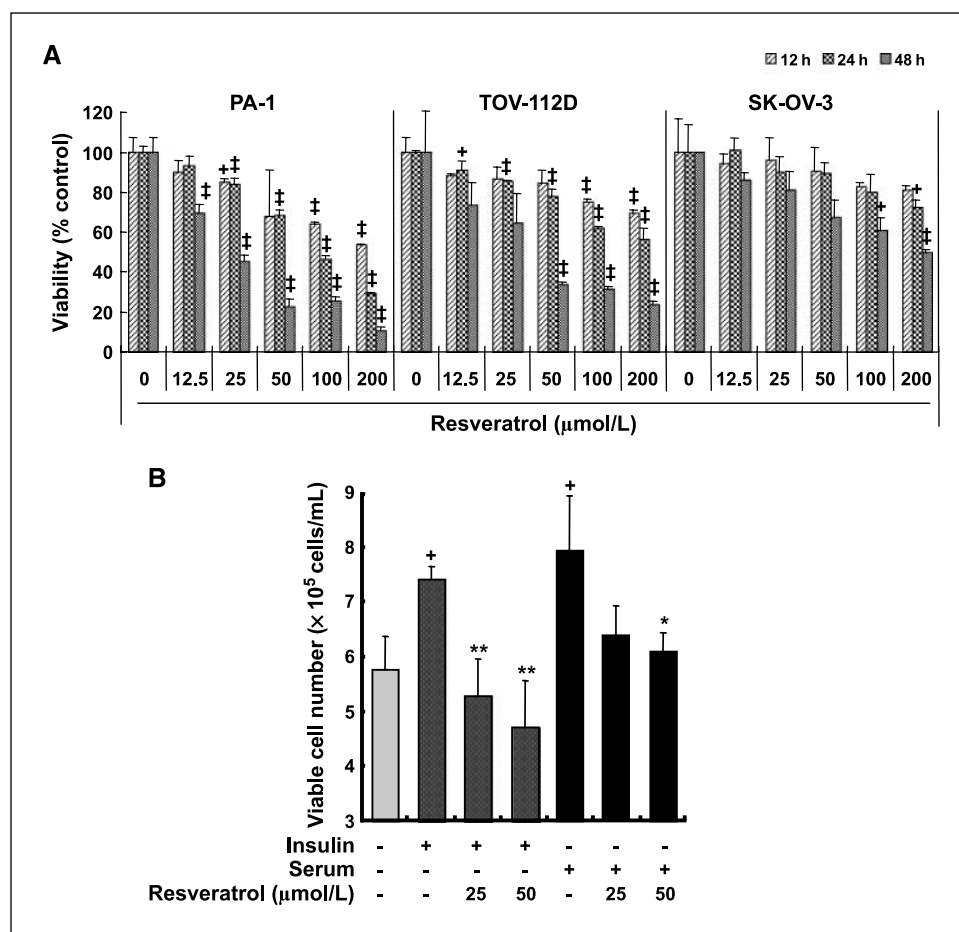 A
12 h 24 h 48 h
PA-1 TOV-112D SK-OV-3
Viability (% control)
120
100
80
60
40
20
0
‡ + ‡ ‡ ‡ ‡ ‡ ‡ ‡ ‡ ‡ ‡
+ ‡ ‡ ‡ ‡ ‡ ‡ ‡ ‡ ‡
+ + ‡
0 12.5 25 50 100 200 0 12.5 25 50 100 200 0 12.5 25 50 100 200
Resveratrol (μmol/L)
B
Viable cell number (× 10⁵ cells/mL)
9
8
7
6
5
4
3
+ ** ** + *
Insulin - + + + - - -
Serum - - - - + + +
Resveratrol (μmol/L) - - 25 50 - 25 50